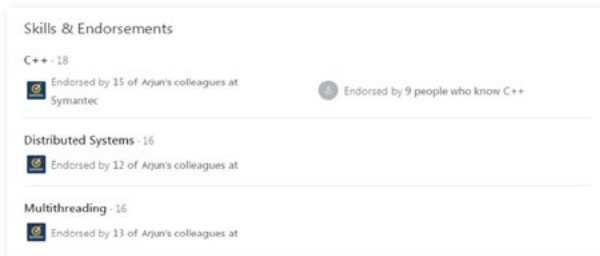 Skills & Endorsements
C++ · 18
Endorsed by 15 of Arjun's colleagues at
Symantec
Endorsed by 9 people who know C++
Distributed Systems · 16
Endorsed by 12 of Arjun's colleagues at
Multithreading · 16
Endorsed by 13 of Arjun's colleagues at